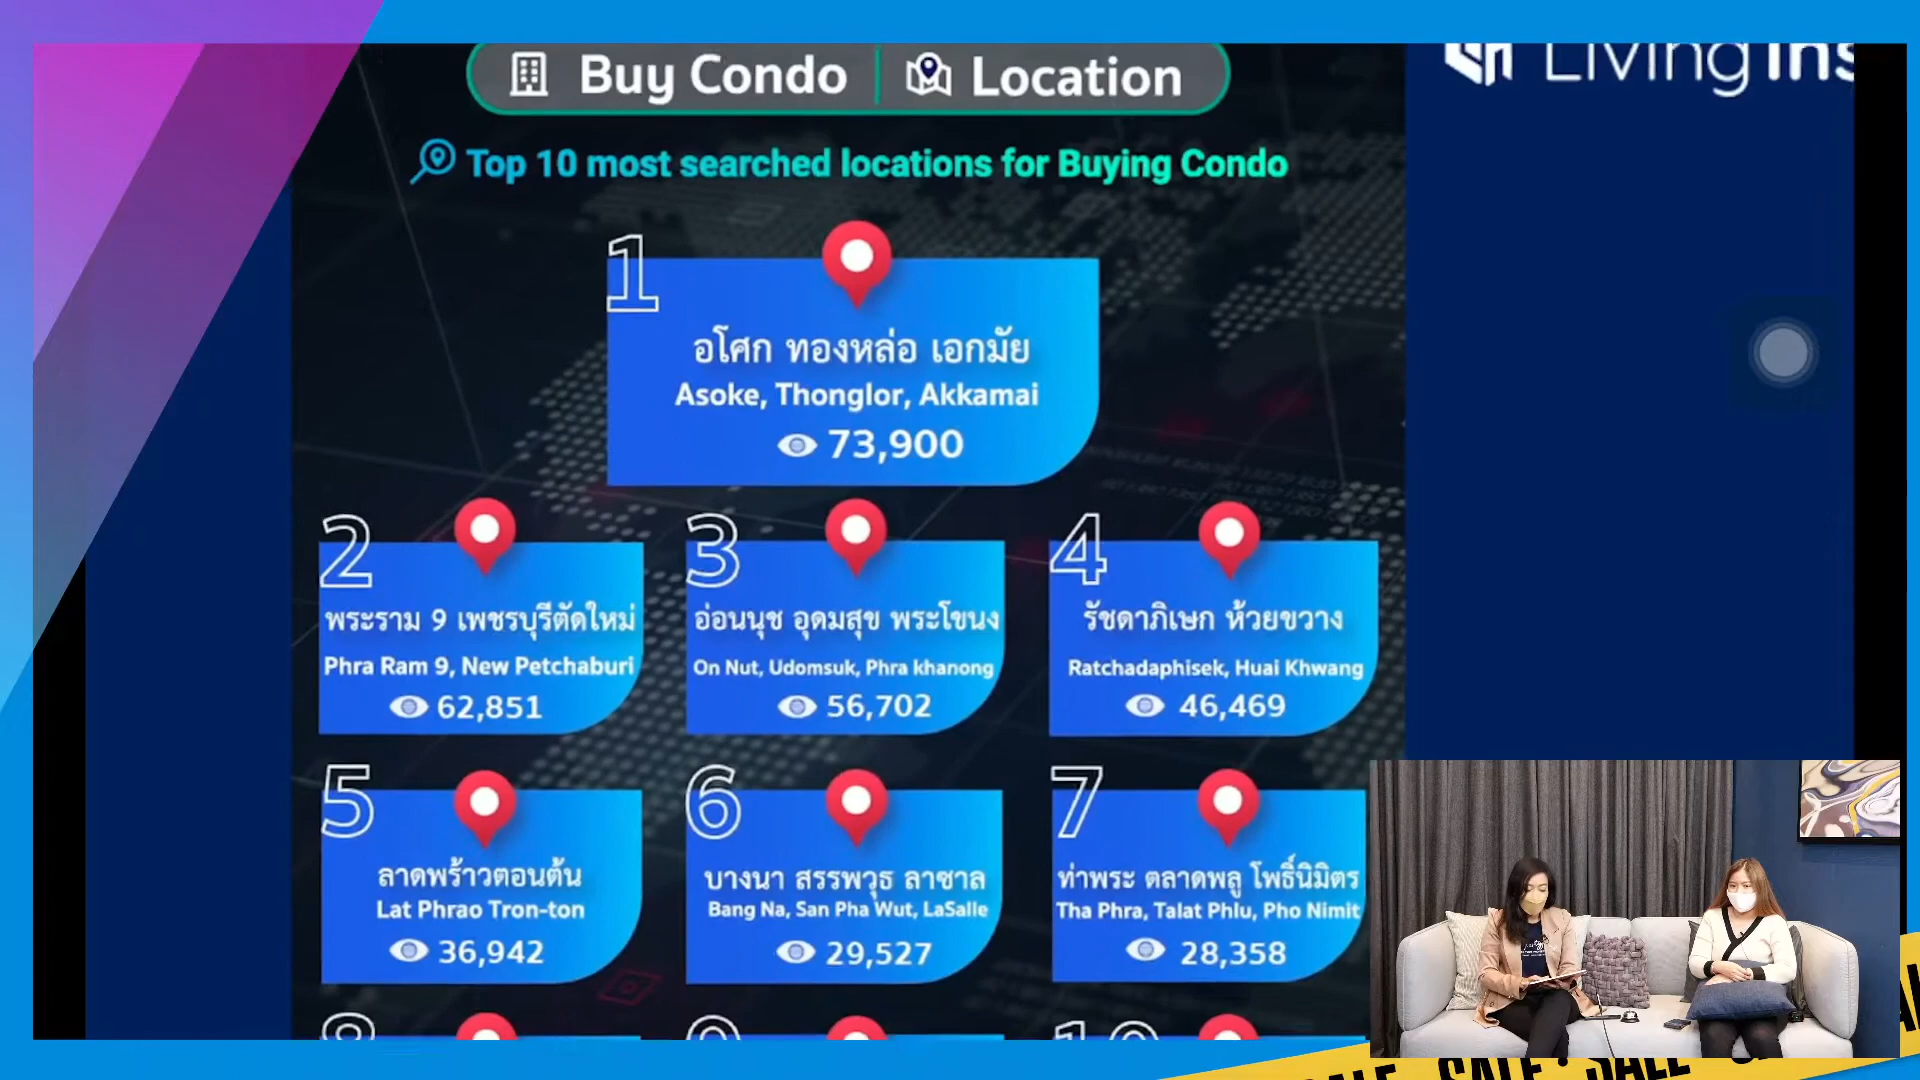 Buy Condo
Location
Living Ins
Top 10 most searched locations for Buying Condo
1
อโศก ทองหล่อ เอกมัย
Asoke, Thonglor, Akkamai
73,900
2
พระราม 9 เพชรบุรีตัดใหม่
Phra Ram 9, New Petchaburi
62,851
3
อ่อนนุช อุดมสุข พระโขนง
On Nut, Udomsuk, Phra khanong
56,702
4
รัชดาภิเษก ห้วยขวาง
Ratchadaphisek, Huai Khwang
46,469
5
ลาดพร้าวตอนต้น
Lat Phrao Tron-ton
36,942
6
บางนา สรรพวุธ ลาซาล
Bang Na, San Pha Wut, LaSalle
29,527
7
ท่าพระ ตลาดพลู โพธิ์นิมิตร
Tha Phra, Talat Phlu, Pho Nimit
28,358
8
9
10
SALE SALE